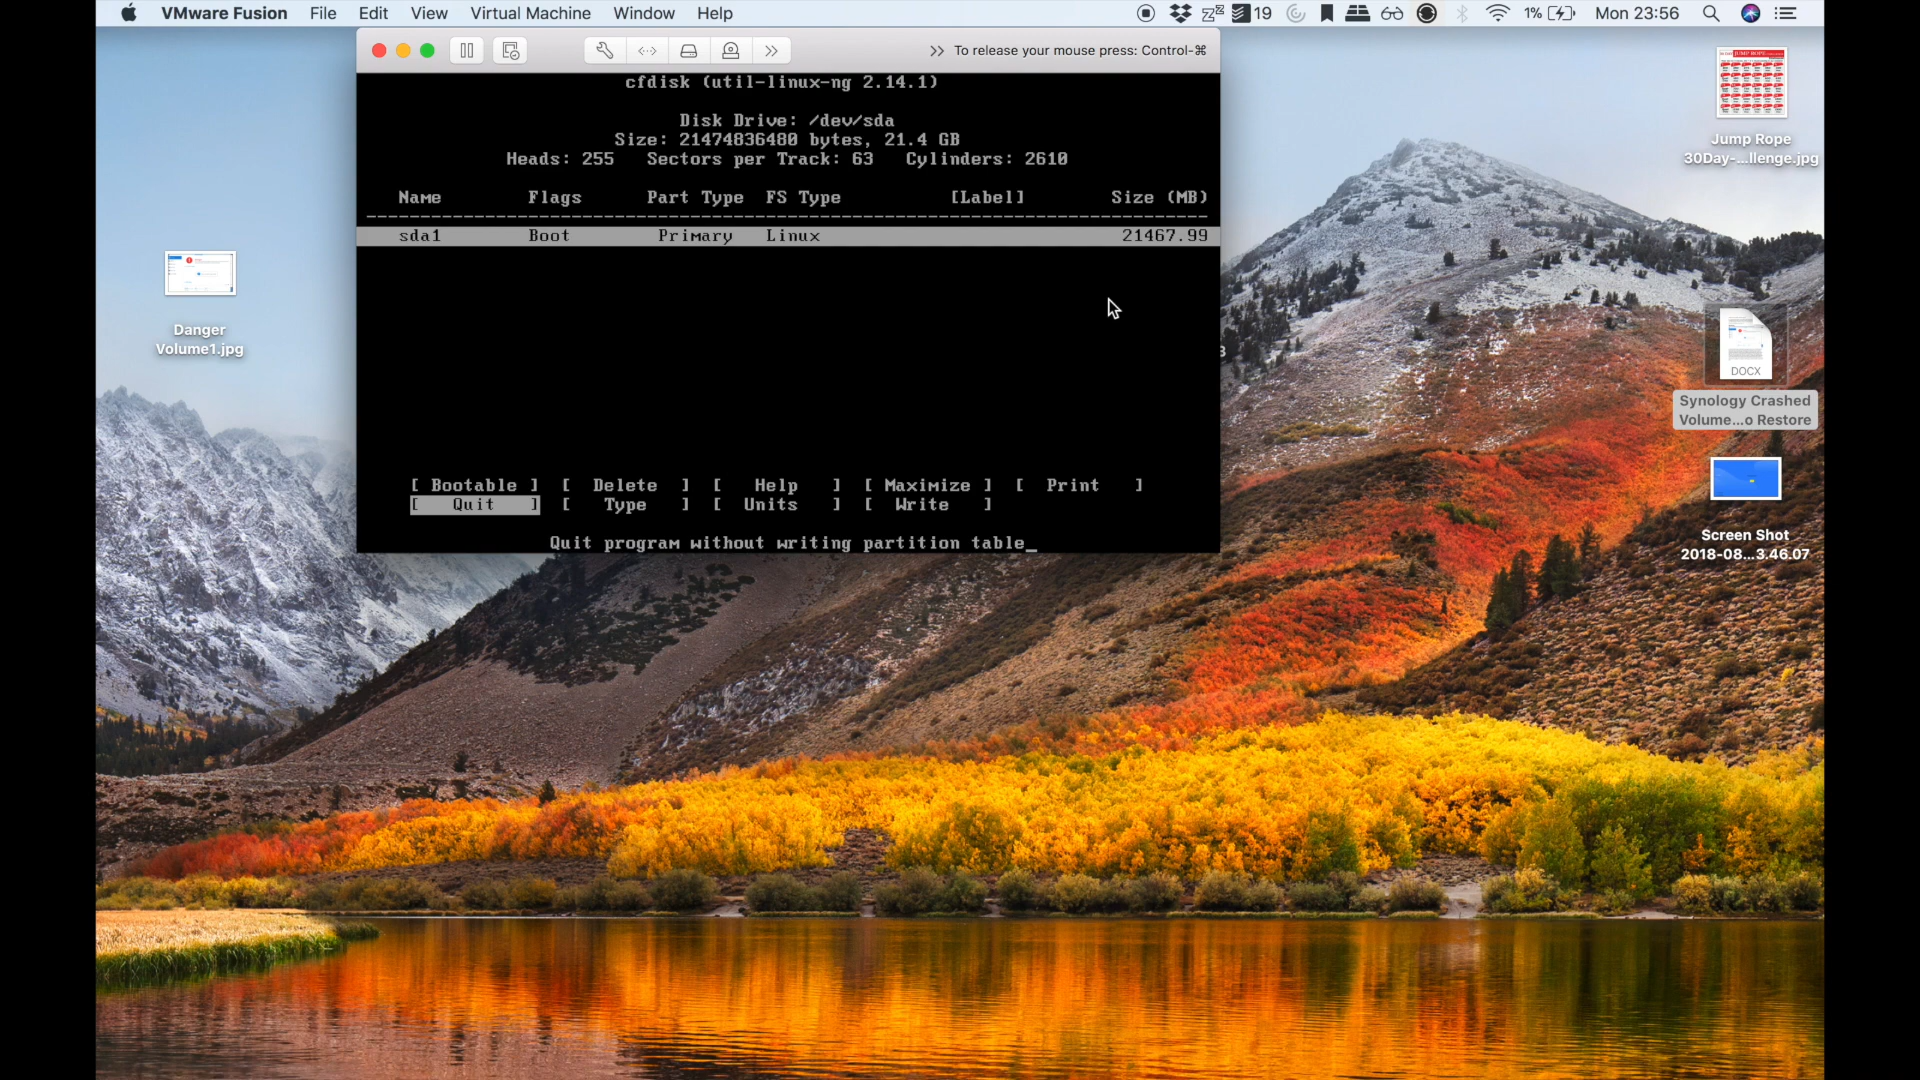 VMware Fusion File Edit View Virtual Machine Window Help 19 1% Mon 23:56
To release your mouse press: Control-⌘
cfdisk (util-linux-ng 2.14.1)
Disk Drive: /dev/sda
Size: 21474836480 bytes, 21.4 GB
Heads: 255 Sectors per Track: 63 Cylinders: 2610
Name Flags Part Type FS Type [Label] Size (MB)
sda1 Boot Primary Linux 21467.99
[ Bootable ] [ Delete ] [ Help ] [ Maximize ] [ Print ]
[ Quit ] [ Type ] [ Units ] [ Write ]
Quit program without writing partition table_
Danger
Volume1.jpg
JUMP ROPE
Jump Rope
30Day-...llenge.jpg
DOCX
Synology Crashed
Volume...o Restore
Screen Shot
2018-08...3.46.07